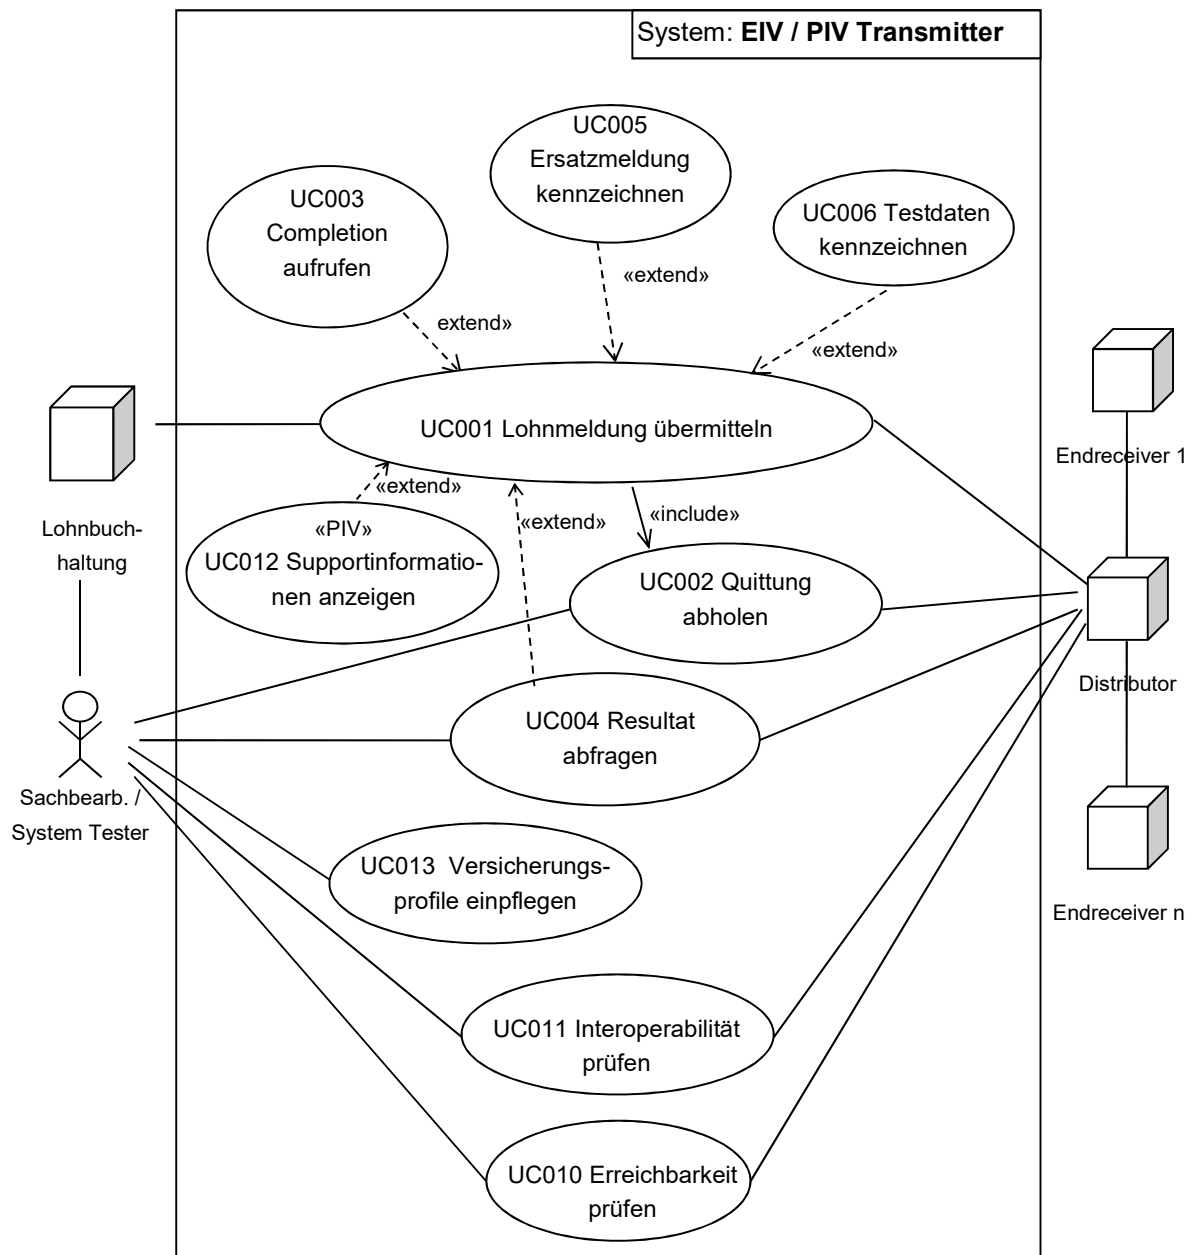 System: EIV / PIV Transmitter
UC005
Ersatzmeldung
kennzeichnen
UC003
Completion
aufrufen
UC006 Testdaten
kennzeichnen
«extend»
extend»
«extend»
UC001 Lohnmeldung übermitteln
Endreceiver 1
«extend»
«extend»
«include»
Lohnbuch-
haltung
«PIV»
UC012 Supportinformatio-
nen anzeigen
UC002 Quittung
abholen
Distributor
UC004 Resultat
abfragen
Sachbearb. /
System Tester
UC013  Versicherungs-
profile einpflegen
Endreceiver n
UC011 Interoperabilität
prüfen
UC010 Erreichbarkeit
prüfen